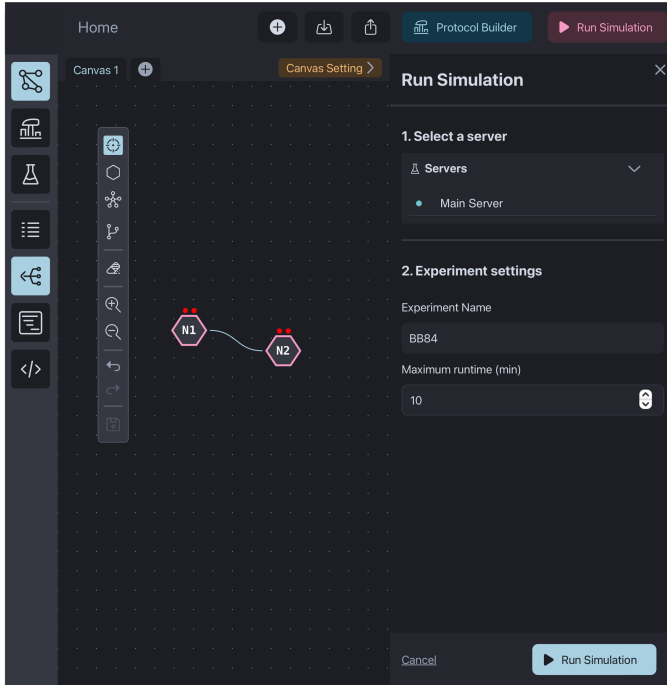 Home
Protocol Builder
Run Simulation
Canvas 1
Canvas Setting
Run Simulation
1. Select a server
Servers
Main Server
2. Experiment settings
Experiment Name
BB84
Maximum runtime (min)
10
N1
N2
Cancel
Run Simulation